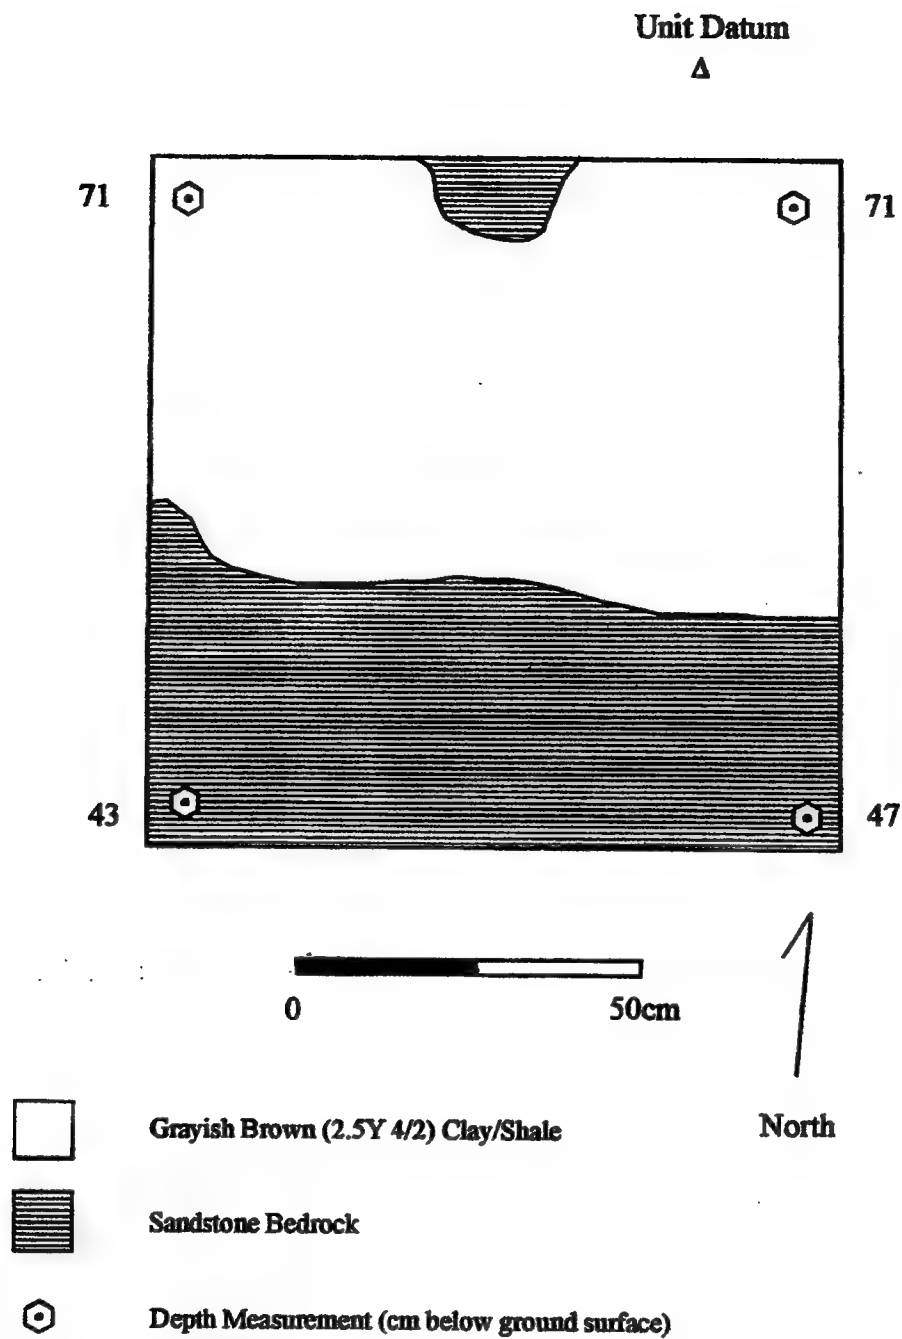 Unit Datum
Δ
71
71
43
47
0
50cm
North
Grayish Brown (2.5Y 4/2) Clay/Shale
Sandstone Bedrock
Depth Measurement (cm below ground surface)